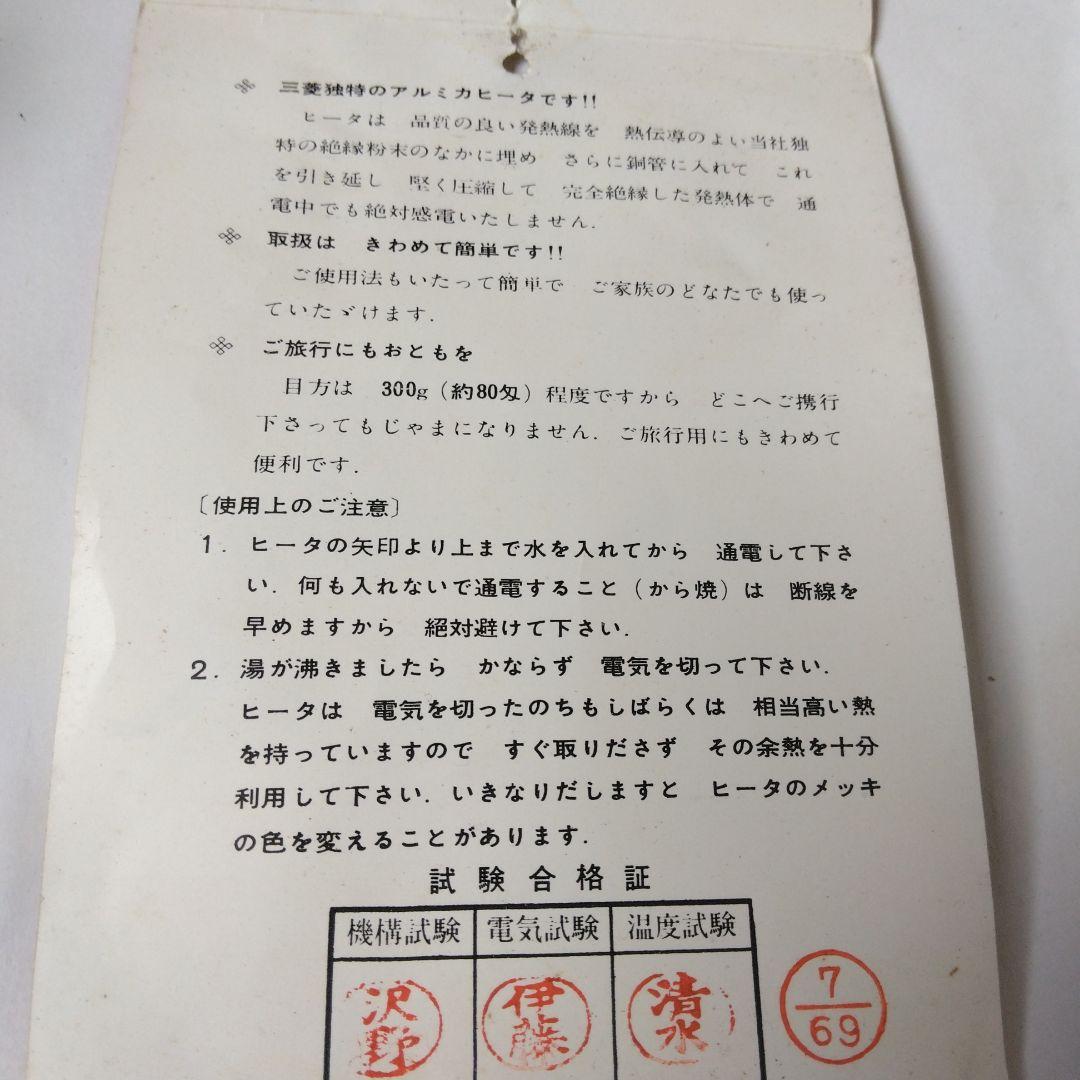 ※ 三菱独特のアルミカヒータです!!
ヒータは 品質の良い発熱線を 熱伝導のよい当社独
特の絶縁粉末のなかに埋め さらに銅管に入れて これ
を引き延し 堅く圧縮して 完全絶縁した発熱体で 通
電中でも絶対感電いたしません.
※ 取扱は きわめて簡単です!!
ご使用法もいたって簡単で ご家族のどなたでも使っ
ていたゞけます.
※ ご旅行にもおともを
目方は 300g（約80匁）程度ですから どこへご携行
下さってもじゃまになりません. ご旅行用にもきわめて
便利です.
〔使用上のご注意〕
1. ヒータの矢印より上まで水を入れてから 通電して下さ
い. 何も入れないで通電すること（から焼）は 断線を
早めますから 絶対避けて下さい.
2. 湯が沸きましたら かならず 電気を切って下さい.
ヒータは 電気を切ったのちもしばらくは 相当高い熱
を持っていますので すぐ取りださず その余熱を十分
利用して下さい. いきなりだしますと ヒータのメッキ
の色を変えることがあります.
試験合格証
機構試験 電気試験 温度試験
沢野 伊藤 清水 7/69